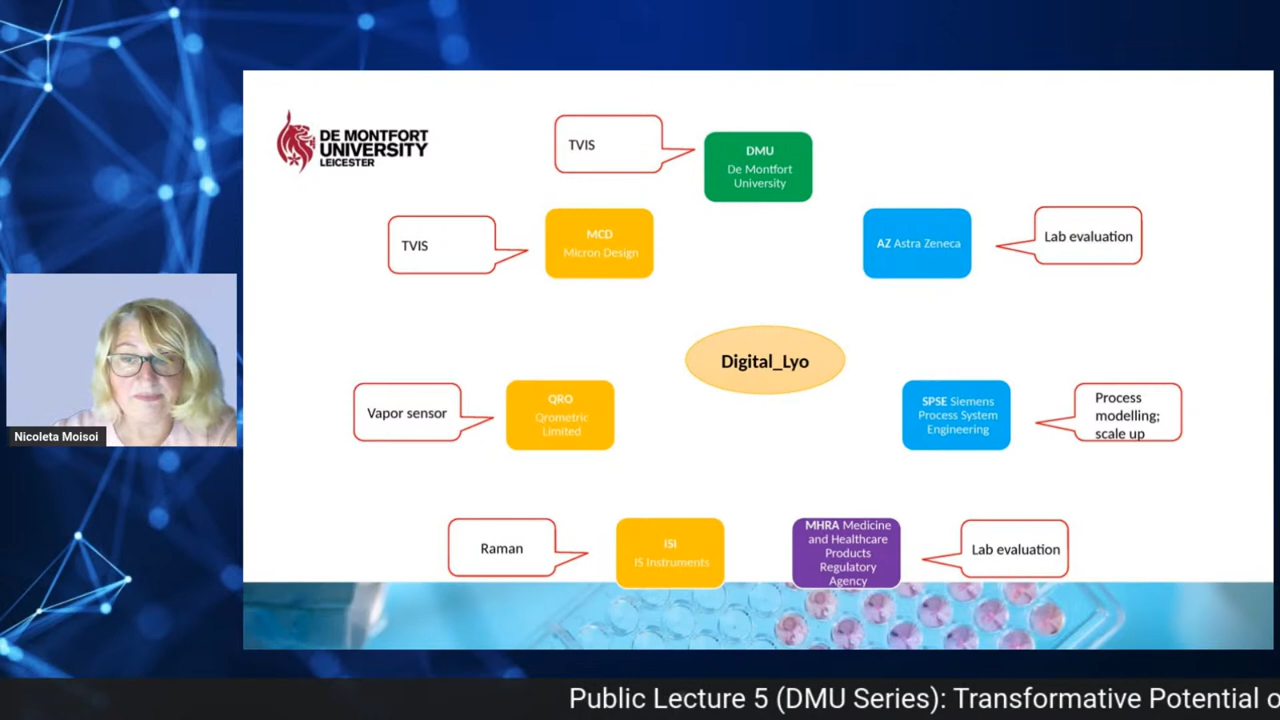 DE MONTFORT
UNIVERSITY
LEICESTER
TVIS
DMU
De Montfort
University
TVIS
MCD
Micron Design
AZ Astra Zeneca
Lab evaluation
Digital_Lyo
Vapor sensor
QRO
Qrometric
Limited
SPSE Siemens
Process System
Engineering
Process
modelling;
scale up
Raman
ISI
IS Instruments
MHRA Medicine
and Healthcare
Products
Regulatory
Agency
Lab evaluation
Nicoleta Moisoi
Public Lecture 5 (DMU Series): Transformative Potential